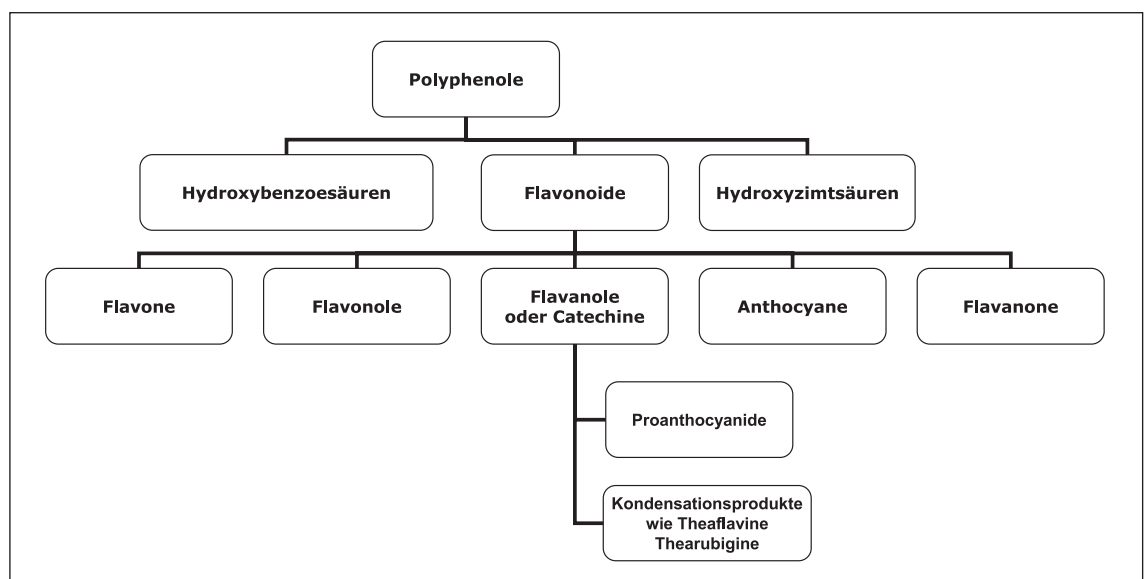 Polyphenole
Hydroxybenzoesäuren
Flavonoide
Hydroxyzimtsäuren
Flavone
Flavonole
Flavanole
oder Catechine
Anthocyane
Flavanone
Proanthocyanide
Kondensationsprodukte
wie Theaflavine
Thearubigine